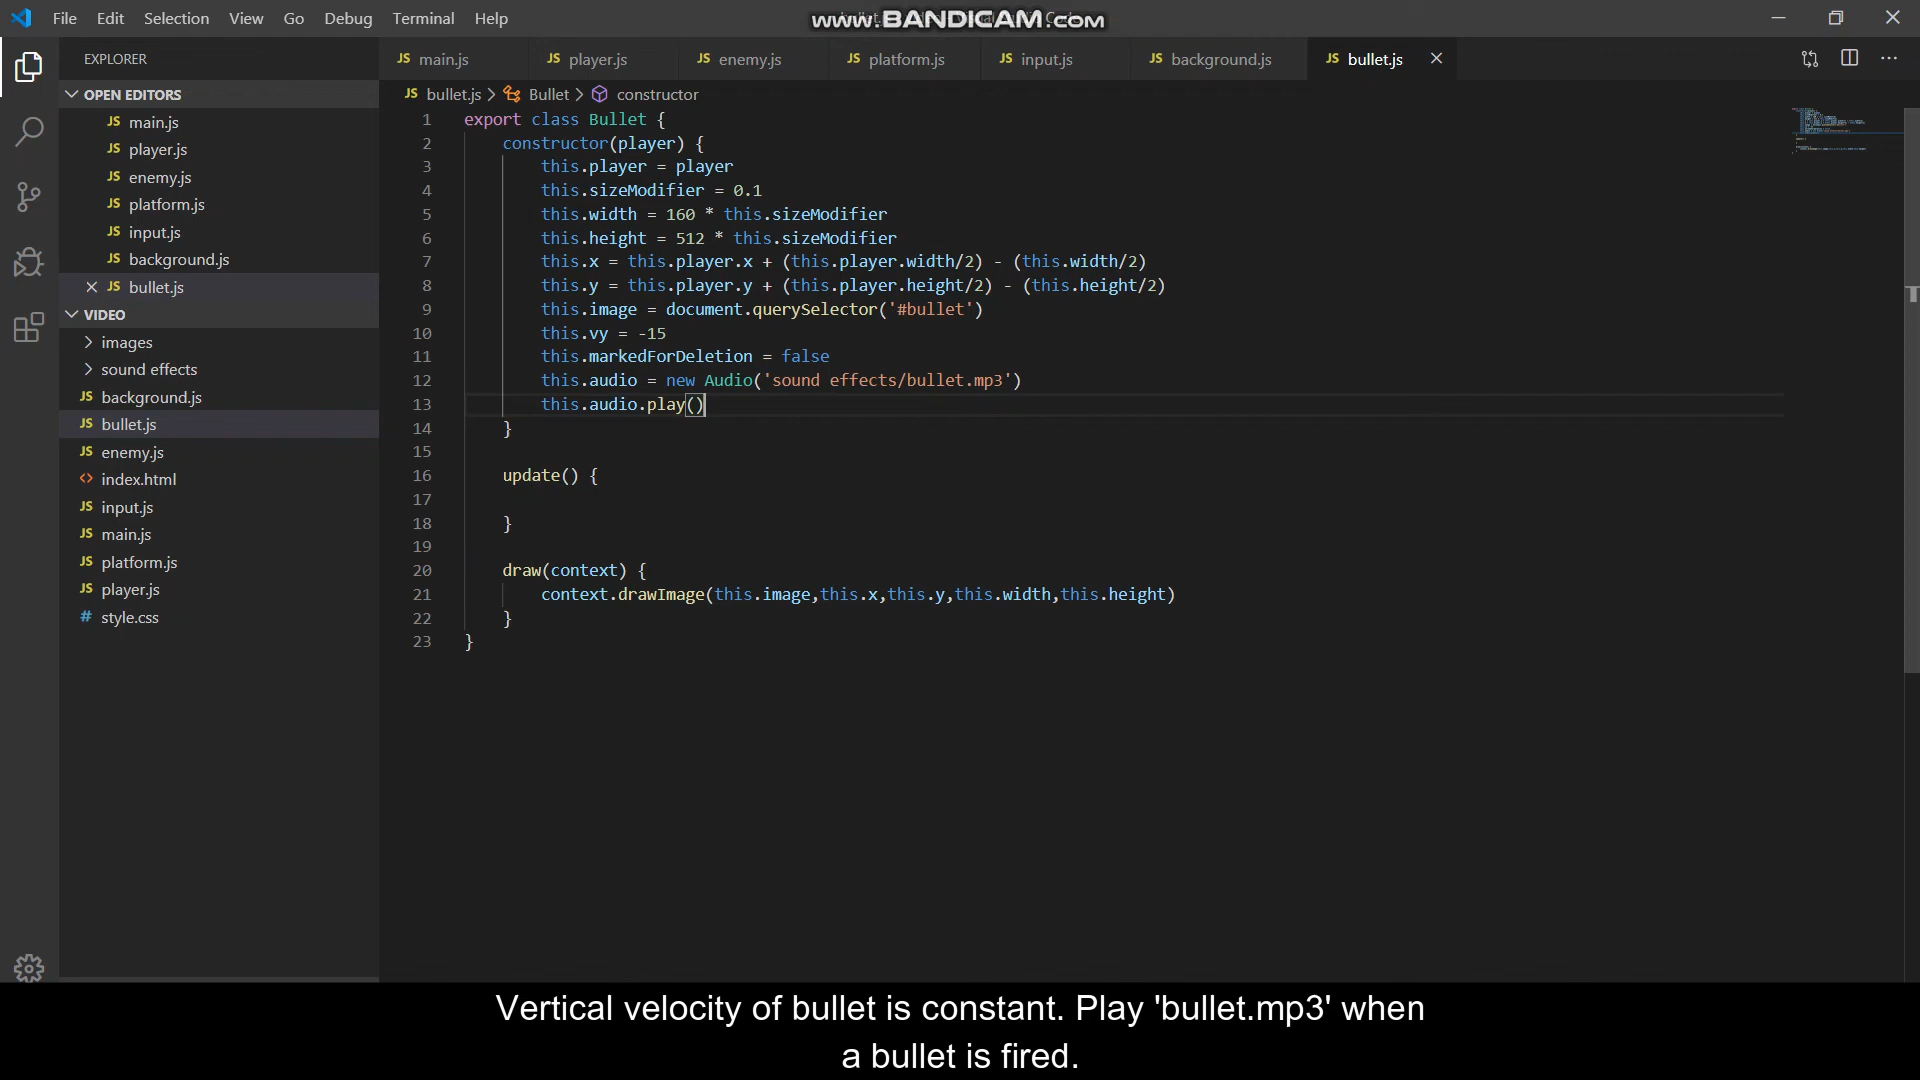 File Edit Selection View Go Debug Terminal Help
www.BANDICAM.com
EXPLORER
JS main.js JS player.js JS enemy.js JS platform.js JS input.js JS background.js JS bullet.js
OPEN EDITORS
JS main.js
JS player.js
JS enemy.js
JS platform.js
JS input.js
JS background.js
JS bullet.js
VIDEO
images
sound effects
JS background.js
JS bullet.js
JS enemy.js
<> index.html
JS input.js
JS main.js
JS platform.js
JS player.js
# style.css
JS bullet.js > Bullet > constructor
1 export class Bullet {
2 constructor(player) {
3 this.player = player
4 this.sizeModifier = 0.1
5 this.width = 160 * this.sizeModifier
6 this.height = 512 * this.sizeModifier
7 this.x = this.player.x + (this.player.width/2) - (this.width/2)
8 this.y = this.player.y + (this.player.height/2) - (this.height/2)
9 this.image = document.querySelector('#bullet')
10 this.vy = -15
11 this.markedForDeletion = false
12 this.audio = new Audio('sound effects/bullet.mp3')
13 this.audio.play()
14 }
15
16 update() {
17
18 }
19
20 draw(context) {
21 context.drawImage(this.image,this.x,this.y,this.width,this.height)
22 }
23 }
Vertical velocity of bullet is constant. Play 'bullet.mp3' when
a bullet is fired.